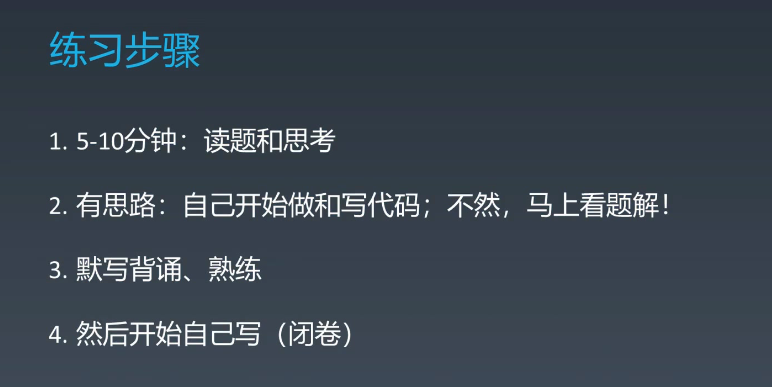 练习步骤
1. 5-10分钟：读题和思考
2. 有思路：自己开始做和写代码；不然，马上看题解！
3. 默写背诵、熟练
4. 然后开始自己写（闭卷）